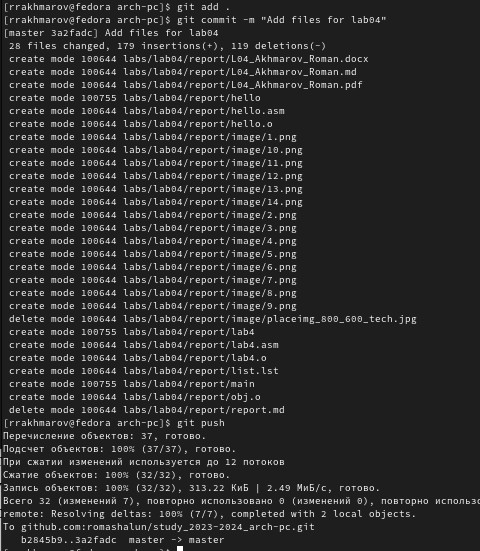 [rrakhmarov@fedora arch-pc]$ git add .
[rrakhmarov@fedora arch-pc]$ git commit -m "Add files for lab04"
[master 3a2fadc] Add files for lab04
28 files changed, 179 insertions(+), 119 deletions(-)
create mode 100644 labs/lab04/report/L04_Akhmarov_Roman.docx
create mode 100644 labs/lab04/report/L04_Akhmarov_Roman.md
create mode 100644 labs/lab04/report/L04_Akhmarov_Roman.pdf
create mode 100755 labs/lab04/report/hello
create mode 100644 labs/lab04/report/hello.asm
create mode 100644 labs/lab04/report/hello.o
create mode 100644 labs/lab04/report/image/1.png
create mode 100644 labs/lab04/report/image/10.png
create mode 100644 labs/lab04/report/image/11.png
create mode 100644 labs/lab04/report/image/12.png
create mode 100644 labs/lab04/report/image/13.png
create mode 100644 labs/lab04/report/image/14.png
create mode 100644 labs/lab04/report/image/2.png
create mode 100644 labs/lab04/report/image/3.png
create mode 100644 labs/lab04/report/image/4.png
create mode 100644 labs/lab04/report/image/5.png
create mode 100644 labs/lab04/report/image/6.png
create mode 100644 labs/lab04/report/image/7.png
create mode 100644 labs/lab04/report/image/8.png
create mode 100644 labs/lab04/report/image/9.png
delete mode 100644 labs/lab04/report/image/placeimg_800_600_tech.jpg
create mode 100755 labs/lab04/report/lab4
create mode 100644 labs/lab04/report/lab4.asm
create mode 100644 labs/lab04/report/lab4.o
create mode 100644 labs/lab04/report/list.lst
create mode 100755 labs/lab04/report/main
create mode 100644 labs/lab04/report/obj.o
delete mode 100644 labs/lab04/report/report.md
[rrakhmarov@fedora arch-pc]$ git push
Перечисление объектов: 37, готово.
Подсчет объектов: 100% (37/37), готово.
При сжатии изменений используется до 12 потоков
Сжатие объектов: 100% (32/32), готово.
Запись объектов: 100% (32/32), 313.22 КиБ | 2.49 МиБ/с, готово.
Всего 32 (изменений 7), повторно использовано 0 (изменений 0), повторно использо
remote: Resolving deltas: 100% (7/7), completed with 2 local objects.
To github.com:romashalun/study_2023-2024_arch-pc.git
b2845b9..3a2fadc master -> master